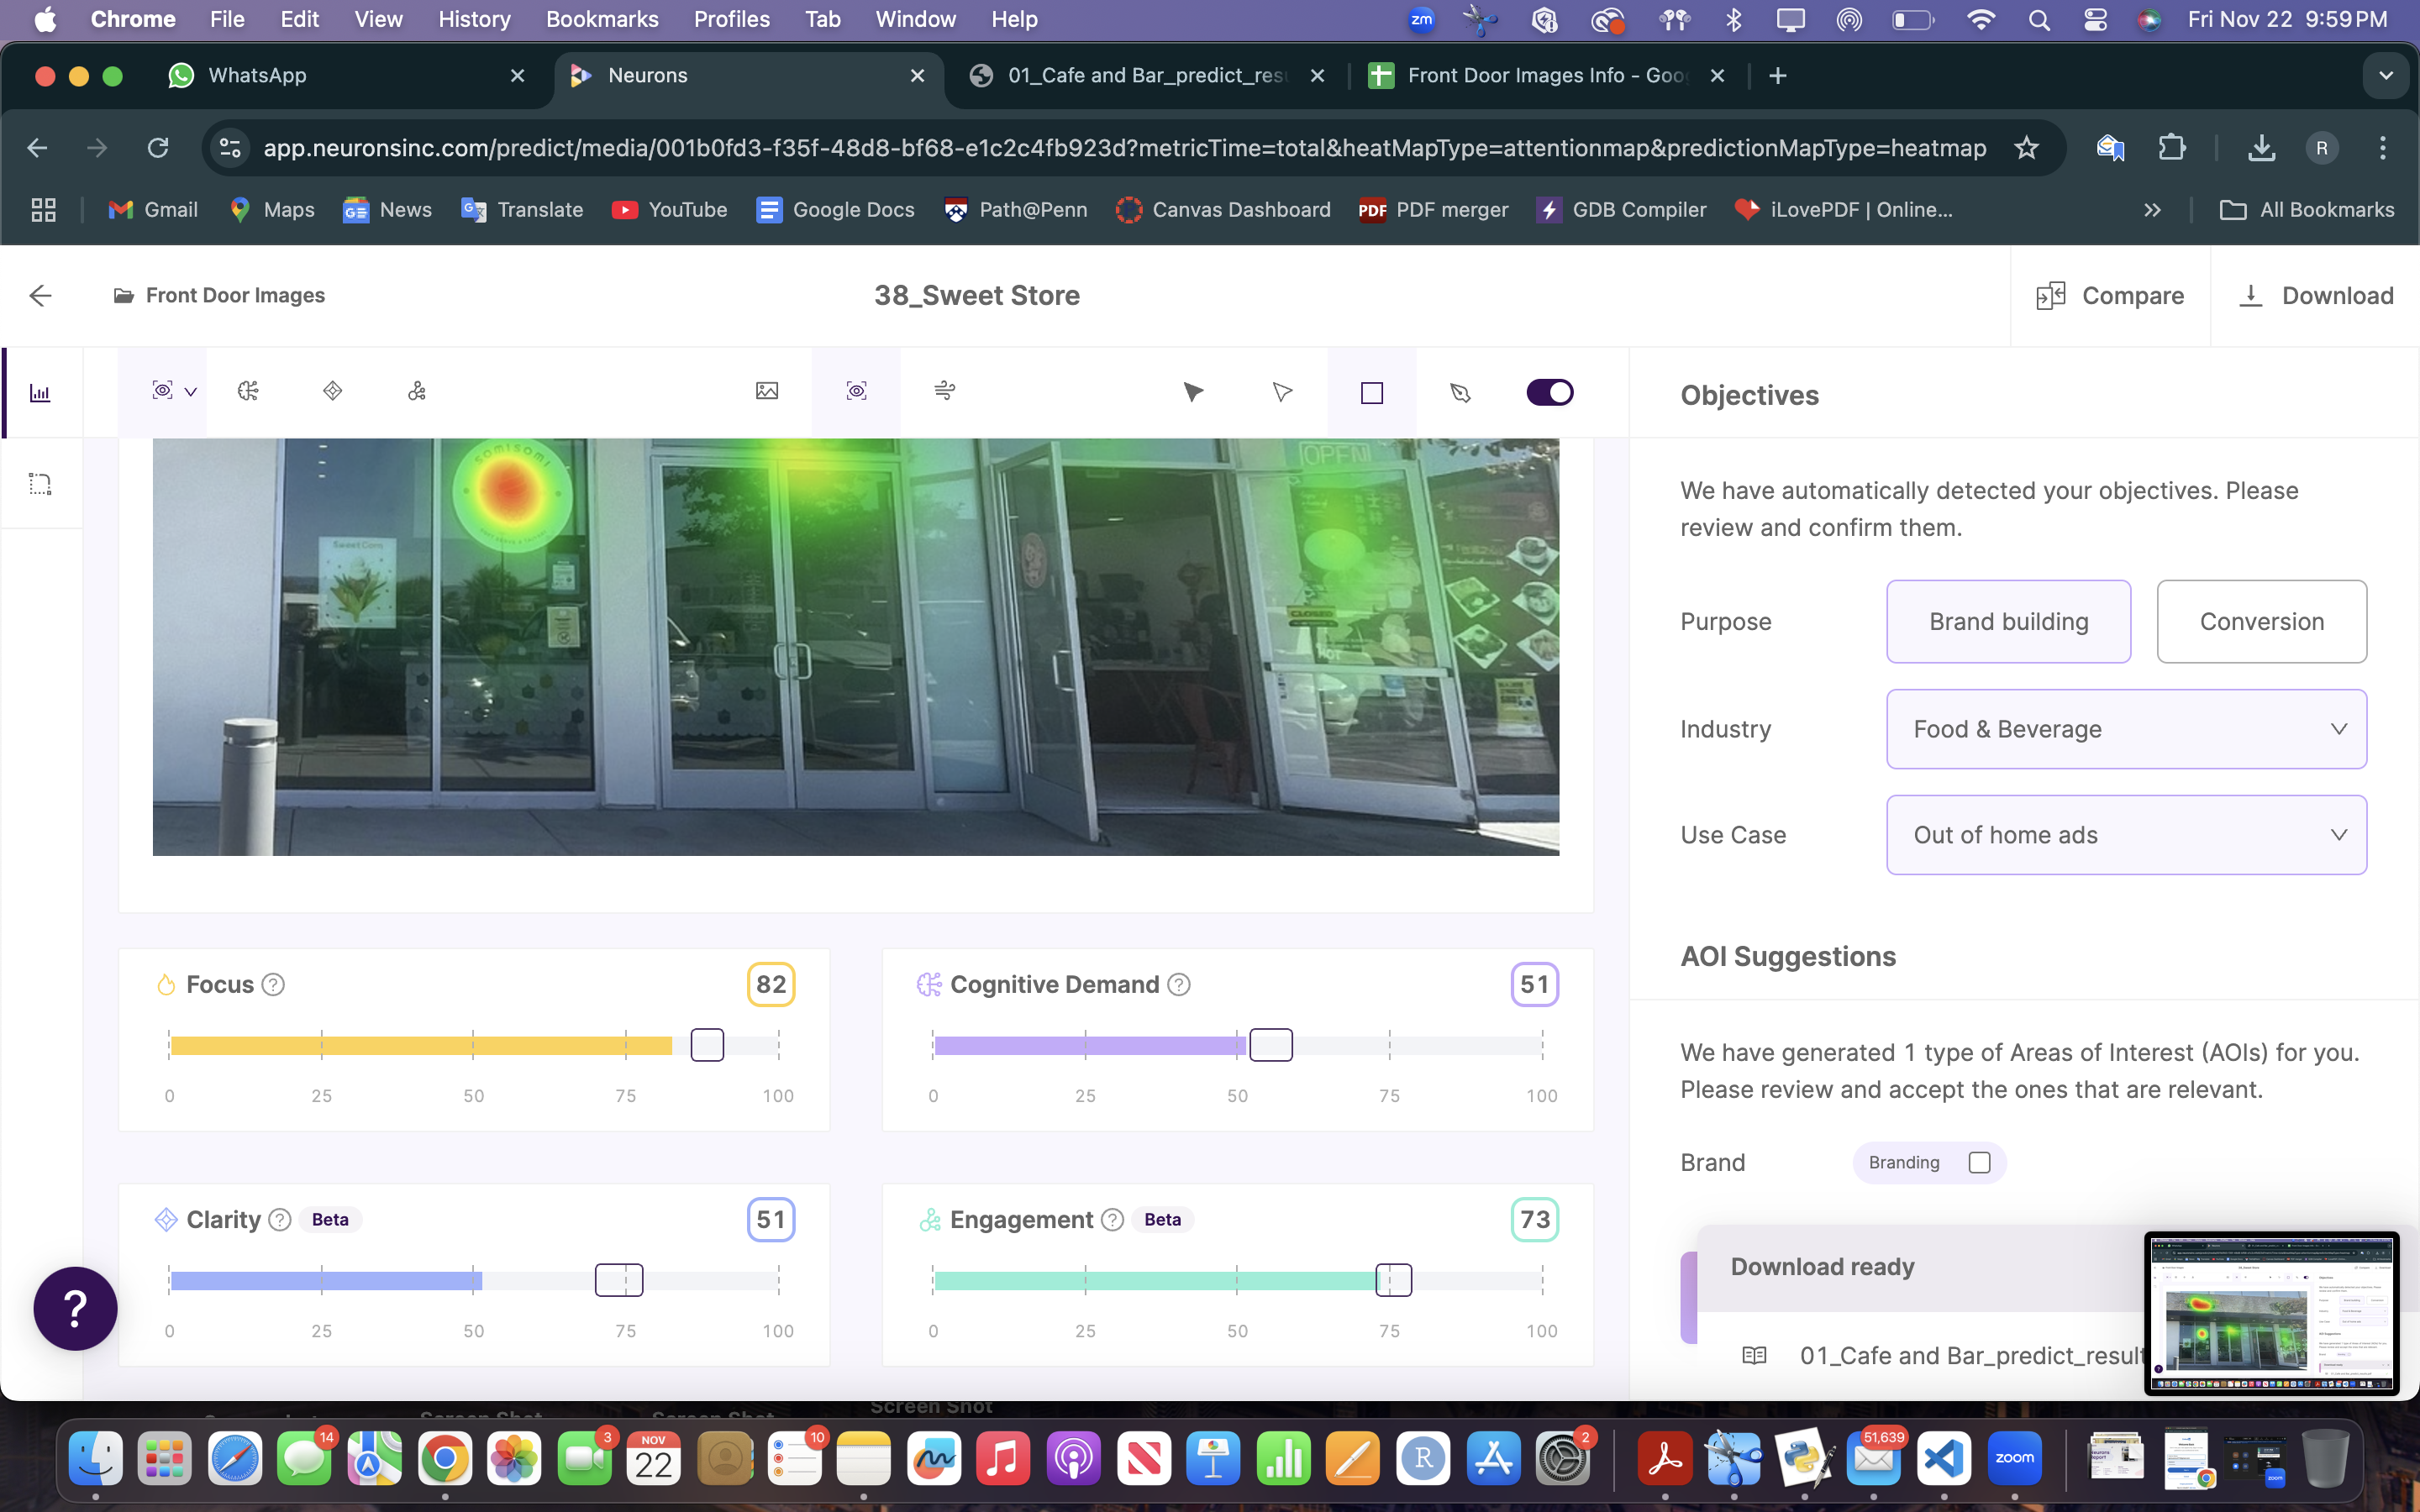 Chrome File Edit View History Bookmarks Profiles Tab Window Help
zm
Fri Nov 22 9:59 PM
WhatsApp
Neurons
01_Cafe and Bar_predict_resu
Front Door Images Info - Goo
app.neuronsinc.com/predict/media/001b0fd3-f35f-48d8-bf68-e1c2c4fb923d?metricTime=total&heatMapType=attentionmap&predictionMapType=heatmap
R
Gmail Maps News Translate YouTube Google Docs Path@Penn Canvas Dashboard PDF PDF merger GDB Compiler iLovePDF | Online... All Bookmarks
Front Door Images
38_Sweet Store
Compare
Download
Objectives
We have automatically detected your objectives. Please
review and confirm them.
Purpose
Brand building
Conversion
Industry
Food & Beverage
Use Case
Out of home ads
SOMISOMI
OPEN
Sweet Corn
CLOSED
AOI Suggestions
We have generated 1 type of Areas of Interest (AOIs) for you.
Please review and accept the ones that are relevant.
Brand
Branding
Focus
82
0 25 50 75 100
Cognitive Demand
51
0 25 50 75 100
Clarity
Beta
51
0 25 50 75 100
Engagement
Beta
73
0 25 50 75 100
?
Download ready
01_Cafe and Bar_predict_result
Screen Shot
14
3
NOV
22
10
2
51,639
zoom